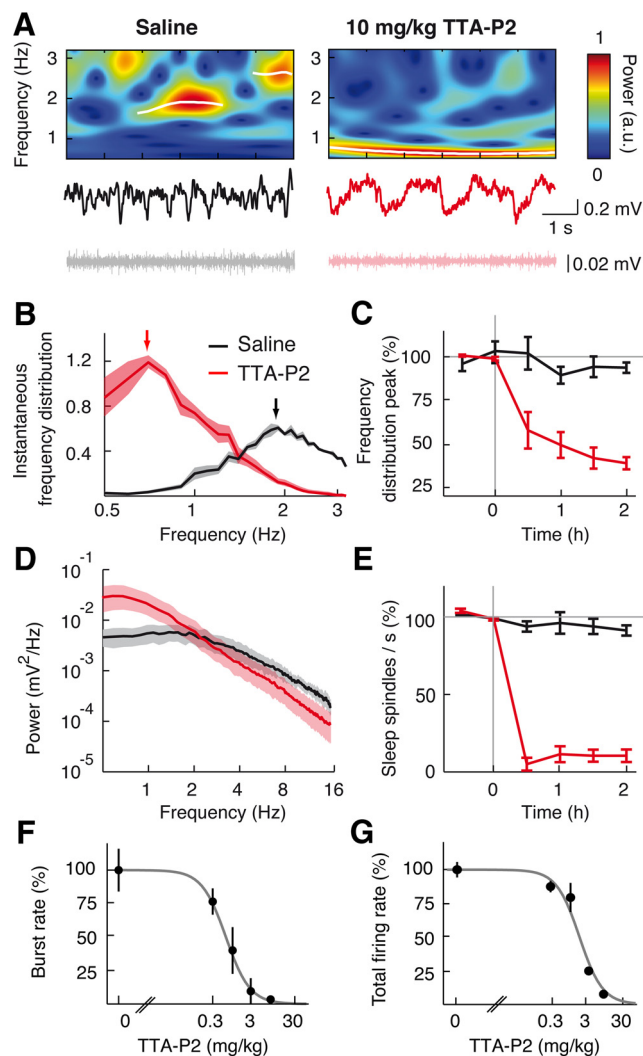 A
Saline
10 mg/kg TTA-P2
Frequency (Hz)
3
2
1
3
2
1
1
0
Power (a.u.)
0.2 mV
1 s
0.02 mV
B
Saline
TTA-P2
Instantaneous
frequency distribution
1.2
0.8
0.4
0.5
1
2
3
Frequency (Hz)
C
Frequency
distribution peak (%)
100
75
50
25
0
1
2
Time (h)
D
Power (mV²/Hz)
10⁻¹
10⁻²
10⁻³
10⁻⁴
10⁻⁵
1
2
4
8
16
Frequency (Hz)
E
Sleep spindles / s (%)
100
50
0
0
1
2
Time (h)
F
Burst rate (%)
100
75
50
25
0
0.3
3
30
TTA-P2 (mg/kg)
G
Total firing rate (%)
100
75
50
25
0
0.3
3
30
TTA-P2 (mg/kg)